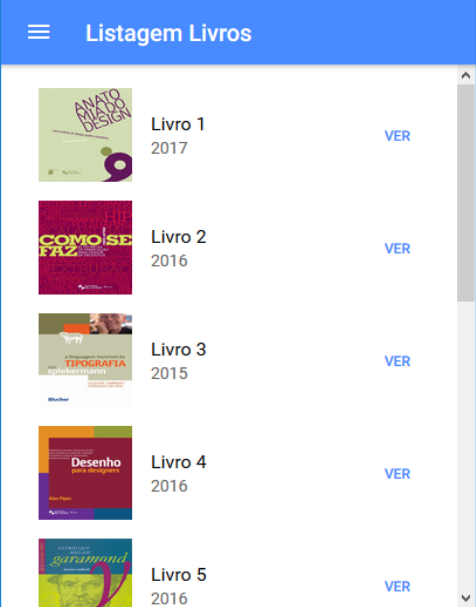 Listagem Livros
ANATO
MIA DO
DESIGN
Livro 1
2017
VER
COMO SE
FAZ
Livro 2
2016
VER
a linguagem invisível da
TIPOGRAFIA
spiekermann
Blucher
Livro 3
2015
VER
Desenho
para designers
Alan Pipes
Livro 4
2016
VER
garamond
Livro 5
2016
VER